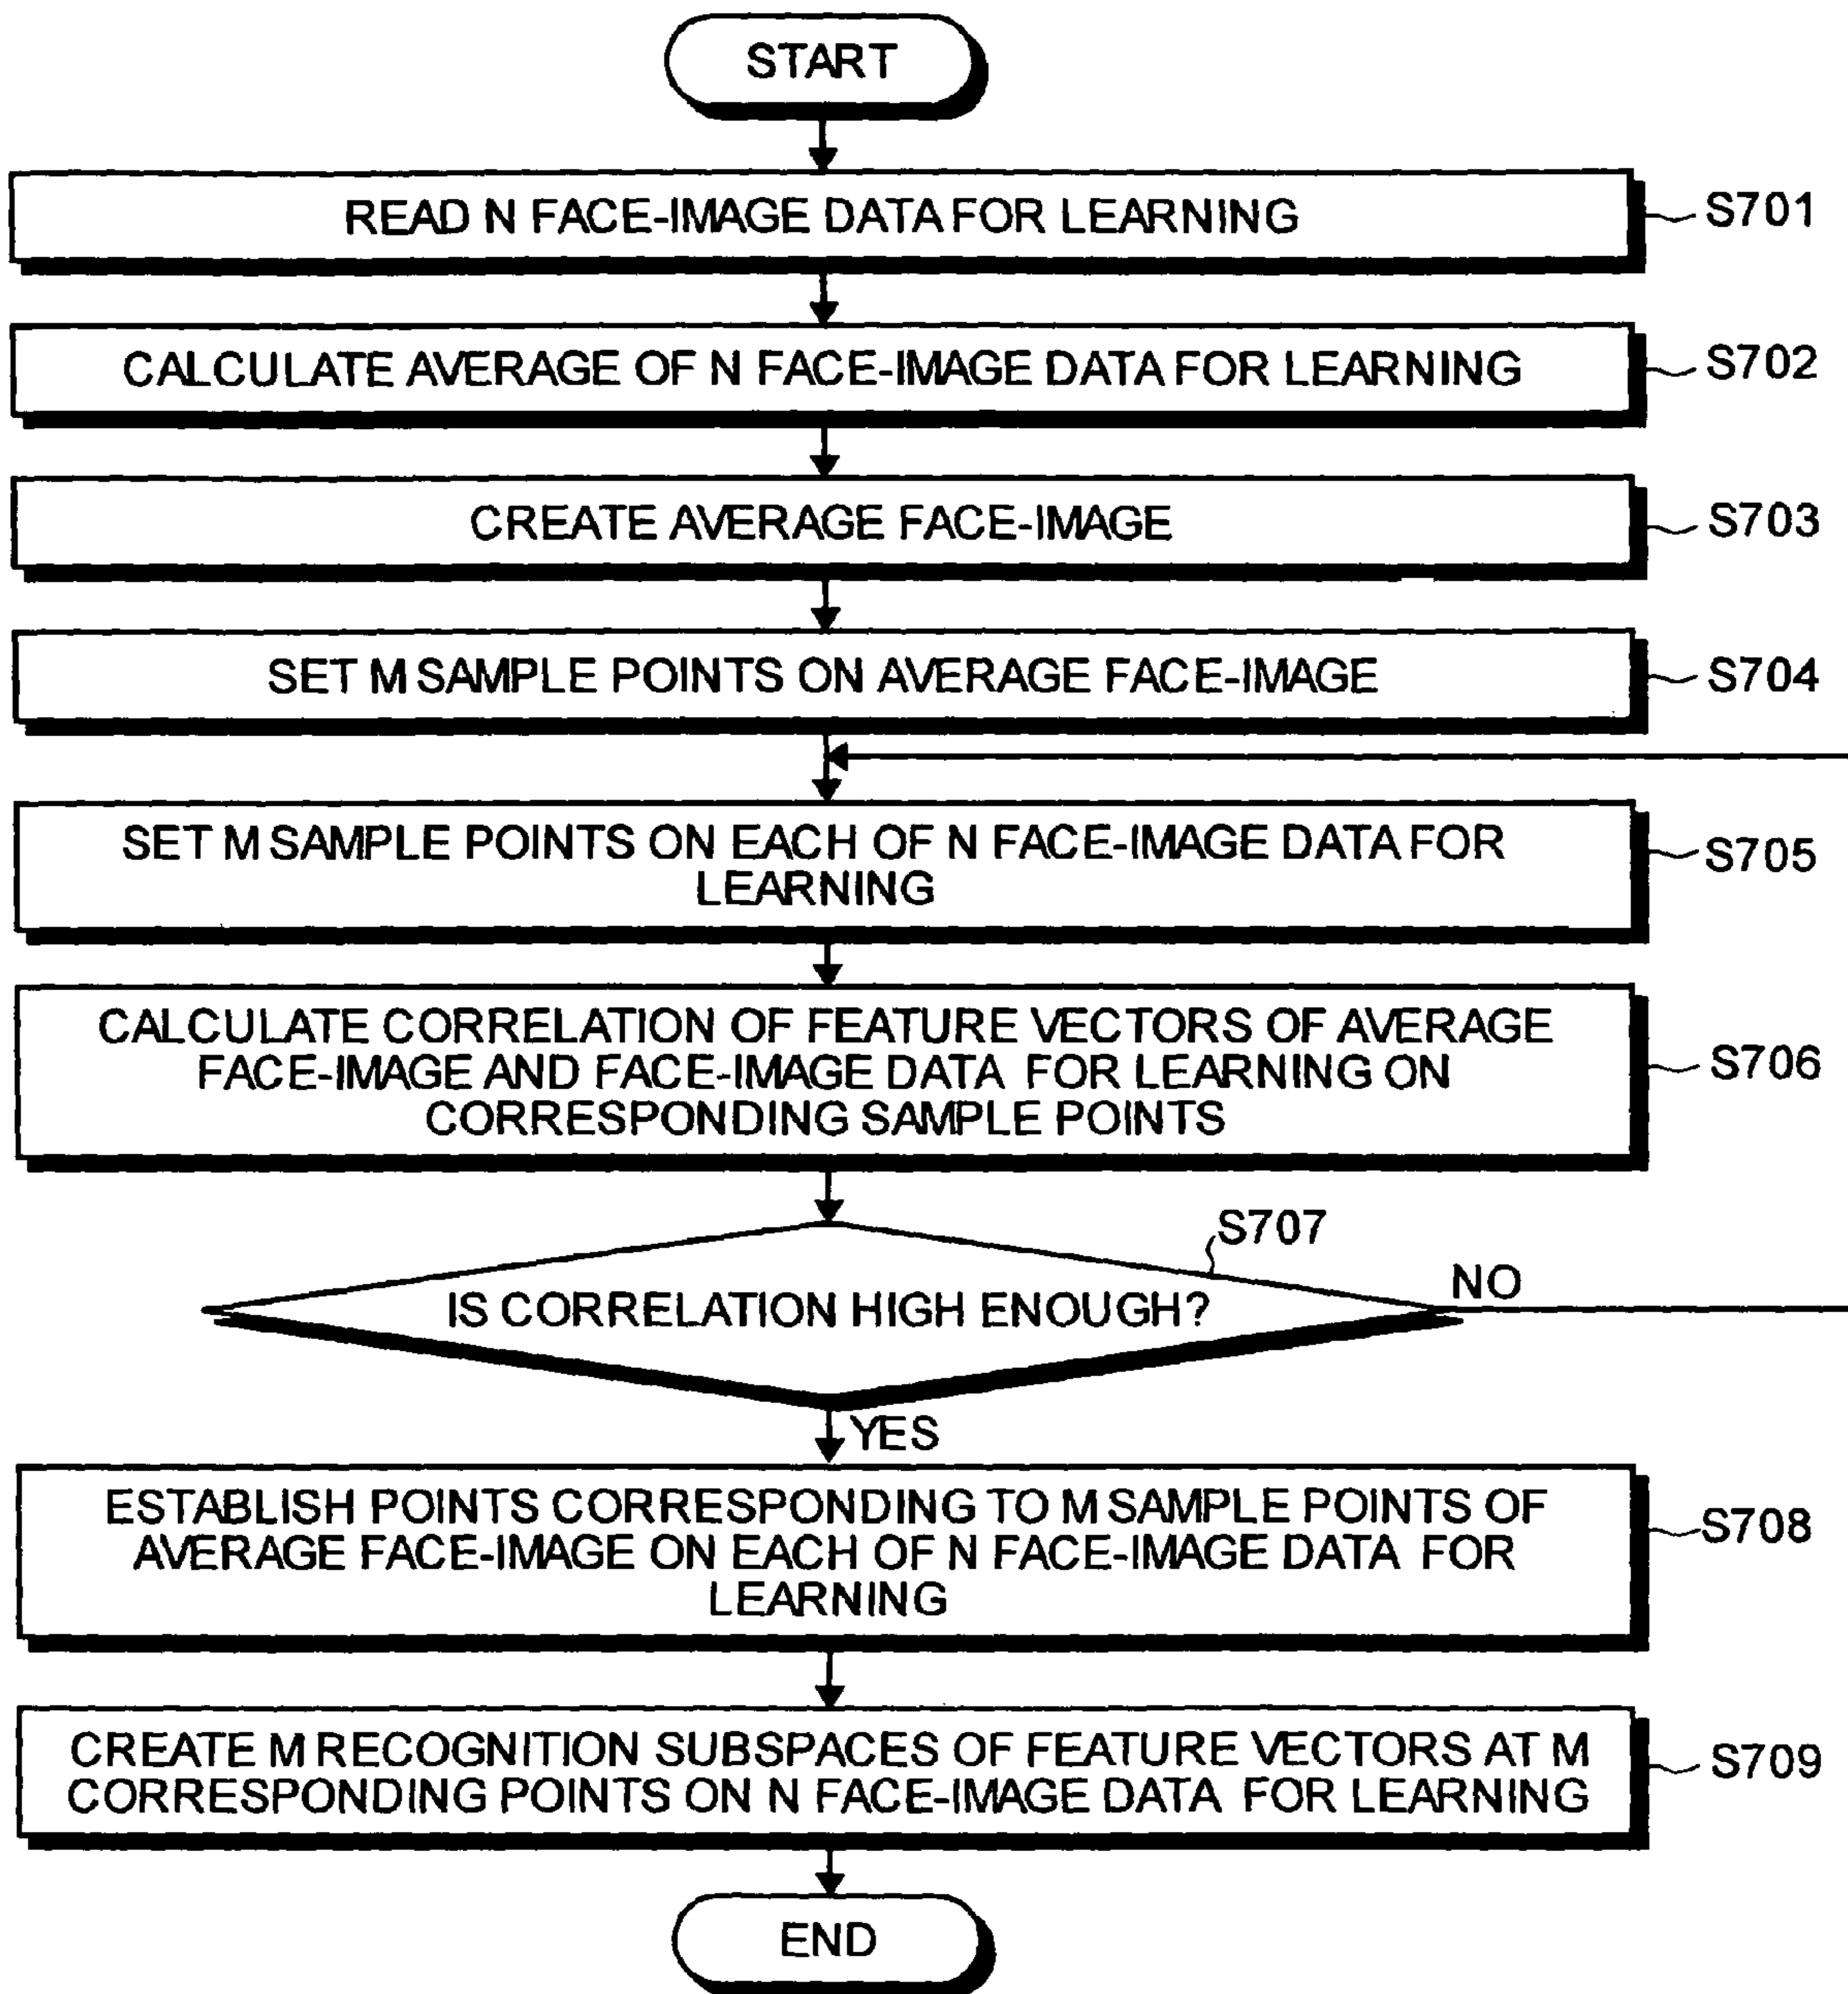 START
READ N FACE-IMAGE DATA FOR LEARNING
S701
CALCULATE AVERAGE OF N FACE-IMAGE DATA FOR LEARNING
S702
CREATE AVERAGE FACE-IMAGE
S703
SET M SAMPLE POINTS ON AVERAGE FACE-IMAGE
S704
SET M SAMPLE POINTS ON EACH OF N FACE-IMAGE DATA FOR
LEARNING
S705
CALCULATE CORRELATION OF FEATURE VECTORS OF AVERAGE
FACE-IMAGE AND FACE-IMAGE DATA FOR LEARNING ON
CORRESPONDING SAMPLE POINTS
S706
S707
IS CORRELATION HIGH ENOUGH?
NO
YES
ESTABLISH POINTS CORRESPONDING TO M SAMPLE POINTS OF
AVERAGE FACE-IMAGE ON EACH OF N FACE-IMAGE DATA FOR
LEARNING
S708
CREATE M RECOGNITION SUBSPACES OF FEATURE VECTORS AT M
CORRESPONDING POINTS ON N FACE-IMAGE DATA FOR LEARNING
S709
END